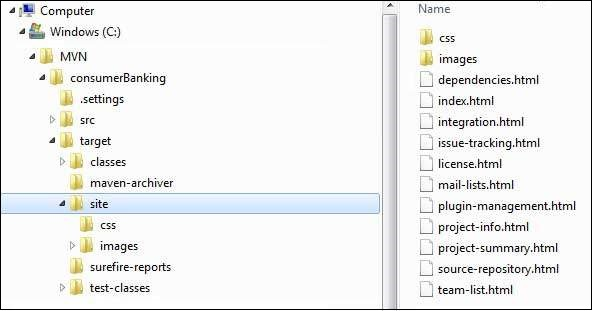 Computer
Windows (C:)
MVN
consumerBanking
.settings
src
target
classes
maven-archiver
site
css
images
surefire-reports
test-classes
Name
css
images
dependencies.html
index.html
integration.html
issue-tracking.html
license.html
mail-lists.html
plugin-management.html
project-info.html
project-summary.html
source-repository.html
team-list.html